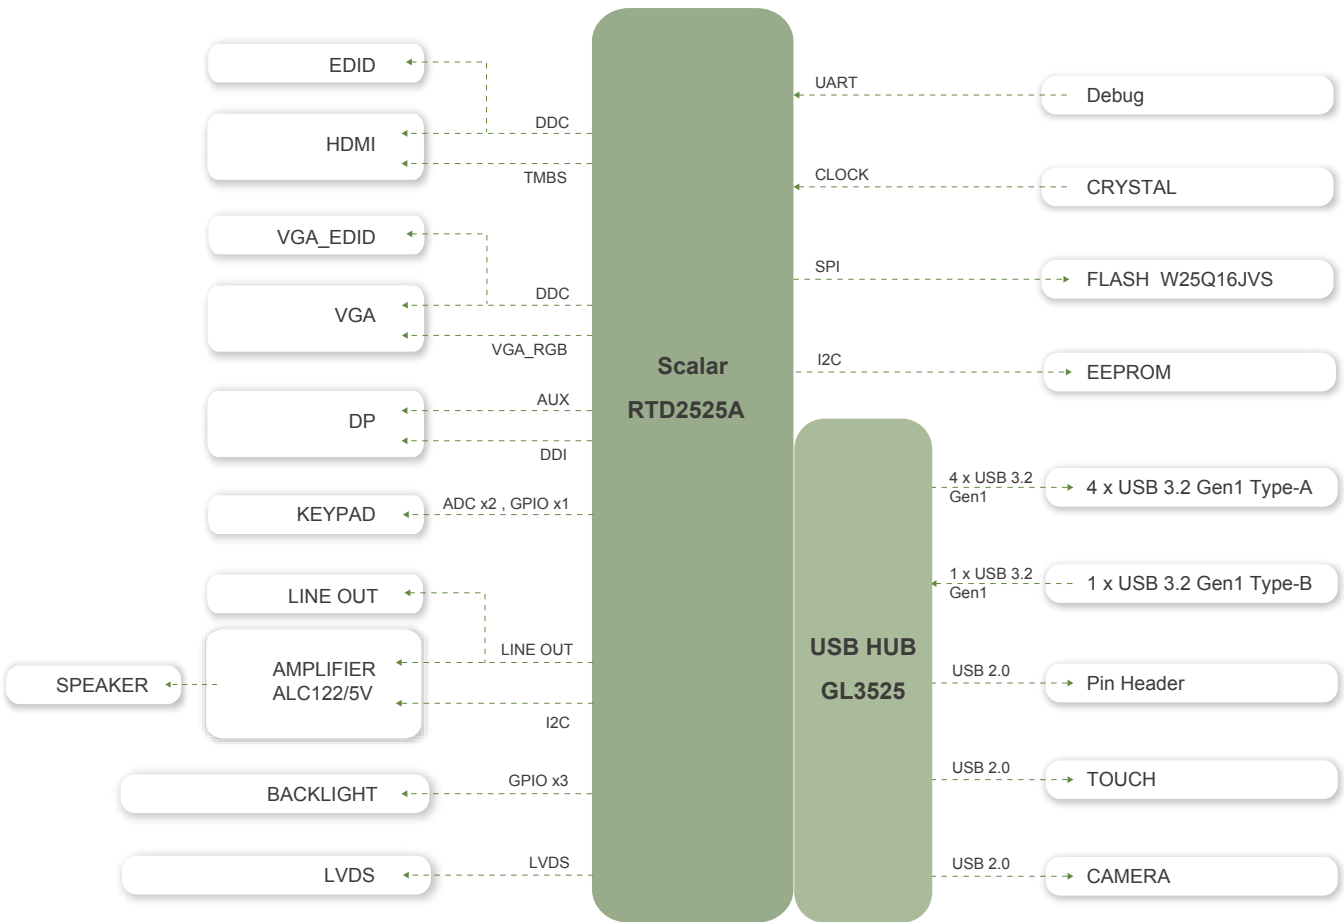 EDID
DDC
HDMI
TMBS
VGA_EDID
DDC
VGA
VGA_RGB
AUX
DP
DDI
KEYPAD
ADC x2 , GPIO x1
LINE OUT
LINE OUT
AMPLIFIER
ALC122/5V
SPEAKER
I2C
GPIO x3
BACKLIGHT
LVDS
LVDS
Scalar
RTD2525A
USB HUB
GL3525
UART
Debug
CLOCK
CRYSTAL
SPI
FLASH W25Q16JVS
I2C
EEPROM
4 x USB 3.2
Gen1
4 x USB 3.2 Gen1 Type-A
1 x USB 3.2
Gen1
1 x USB 3.2 Gen1 Type-B
USB 2.0
Pin Header
USB 2.0
TOUCH
USB 2.0
CAMERA